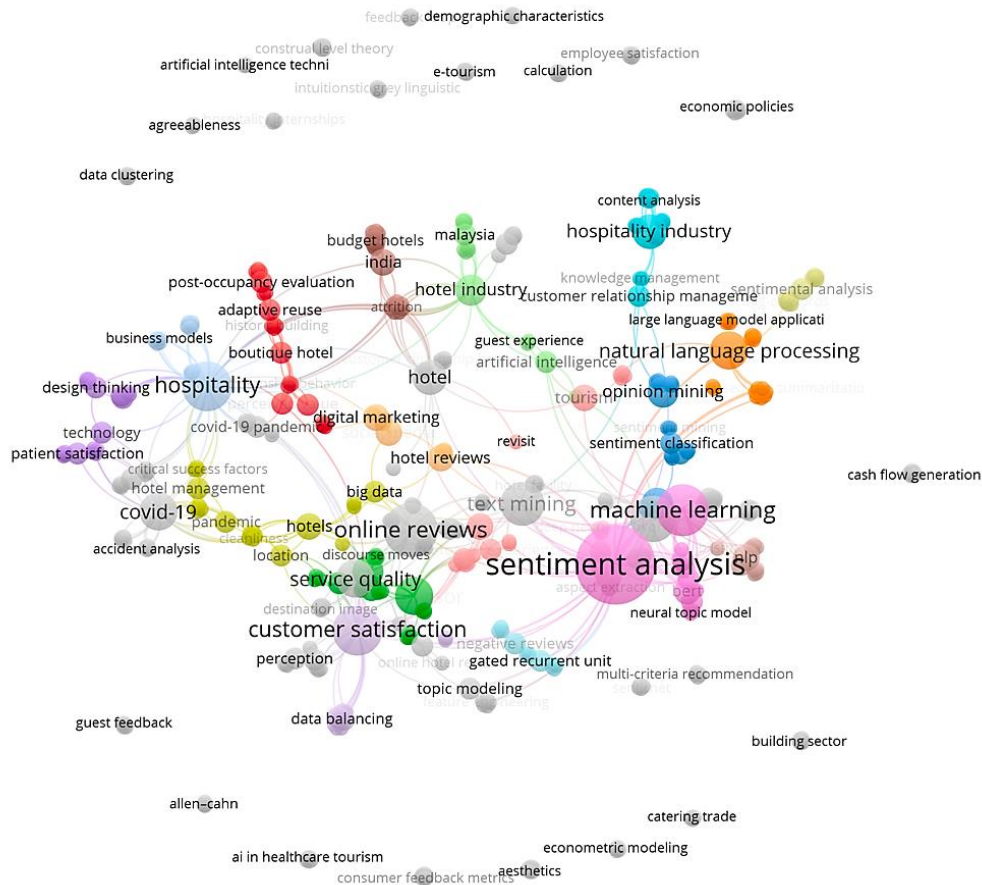 demographic characteristics
construal level theory
employee satisfaction
artificial intelligence techni
e-tourism
calculation
intuitionstic grey linguistic
economic policies
agreeableness
data clustering
content analysis
hospitality industry
budget hotels
malaysia
india
post-occupancy evaluation
hotel industry
knowledge management
sentimental analysis
customer relationship manageme
adaptive reuse
attrition
large language model applicati
business models
guest experience
boutique hotel
artificial intelligence
natural language processing
design thinking
hospitality
hotel
tourism
opinion mining
digital marketing
covid-19 pandemic
technology
revisit
sentiment classification
patient satisfaction
hotel reviews
critical success factors
hotel management
big data
cash flow generation
covid-19
pandemic
hotels
online reviews
text mining
machine learning
cleanliness
accident analysis
location
discourse moves
sentiment analysis
nlp
service quality
aspect extraction
bert
destination image
neural topic model
customer satisfaction
negative reviews
perception
gated recurrent unit
multi-criteria recommendation
topic modeling
feature engineering
guest feedback
data balancing
building sector
allen–cahn
catering trade
econometric modeling
ai in healthcare tourism
aesthetics
consumer feedback metrics